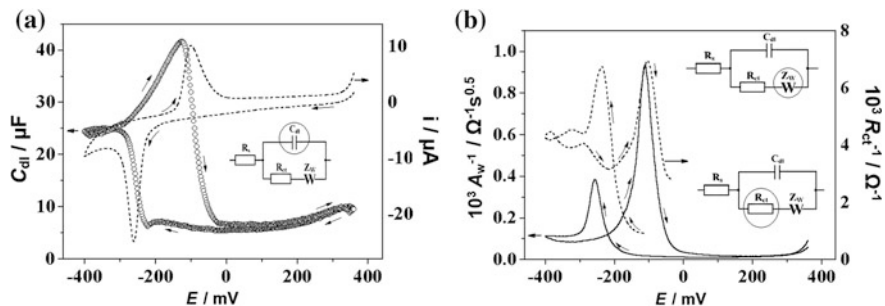 (a)
C_dl / μF
50
40
30
20
10
0
-400 -200 0 200 400
E / mV
10
0
-10
-20
i / μA
R_s
C_dl
R_ct
Z_W
(b)
10³ A_w⁻¹ / Ω⁻¹s^0.5
1.0
0.8
0.6
0.4
0.2
0.0
-400 -200 0 200 400
E / mV
8
6
4
2
0
10³ R_ct⁻¹ / Ω⁻¹
R_s
C_dl
R_ct
Z_W
R_s
C_dl
R_ct
Z_W